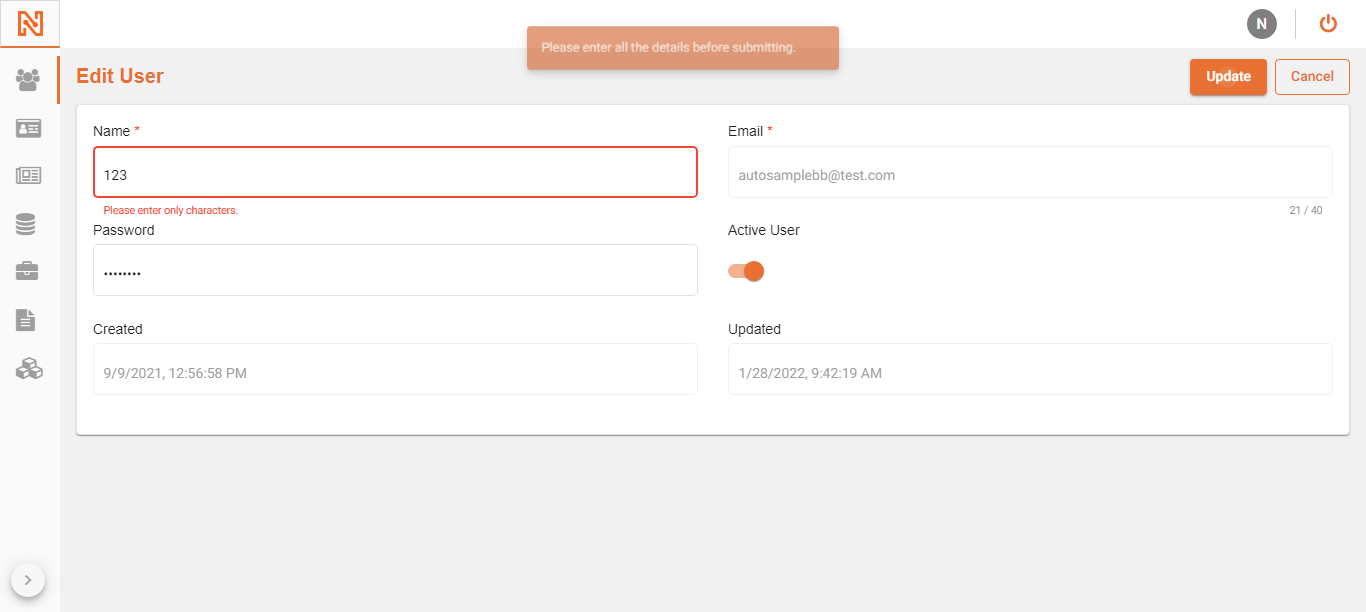 N
Please enter all the details before submitting.
Edit User
Update
Cancel
Name *
Email *
123
autosamplebb@test.com
Please enter only characters.
21 / 40
Password
Active User
••••••••
Created
Updated
9/9/2021, 12:56:58 PM
1/28/2022, 9:42:19 AM